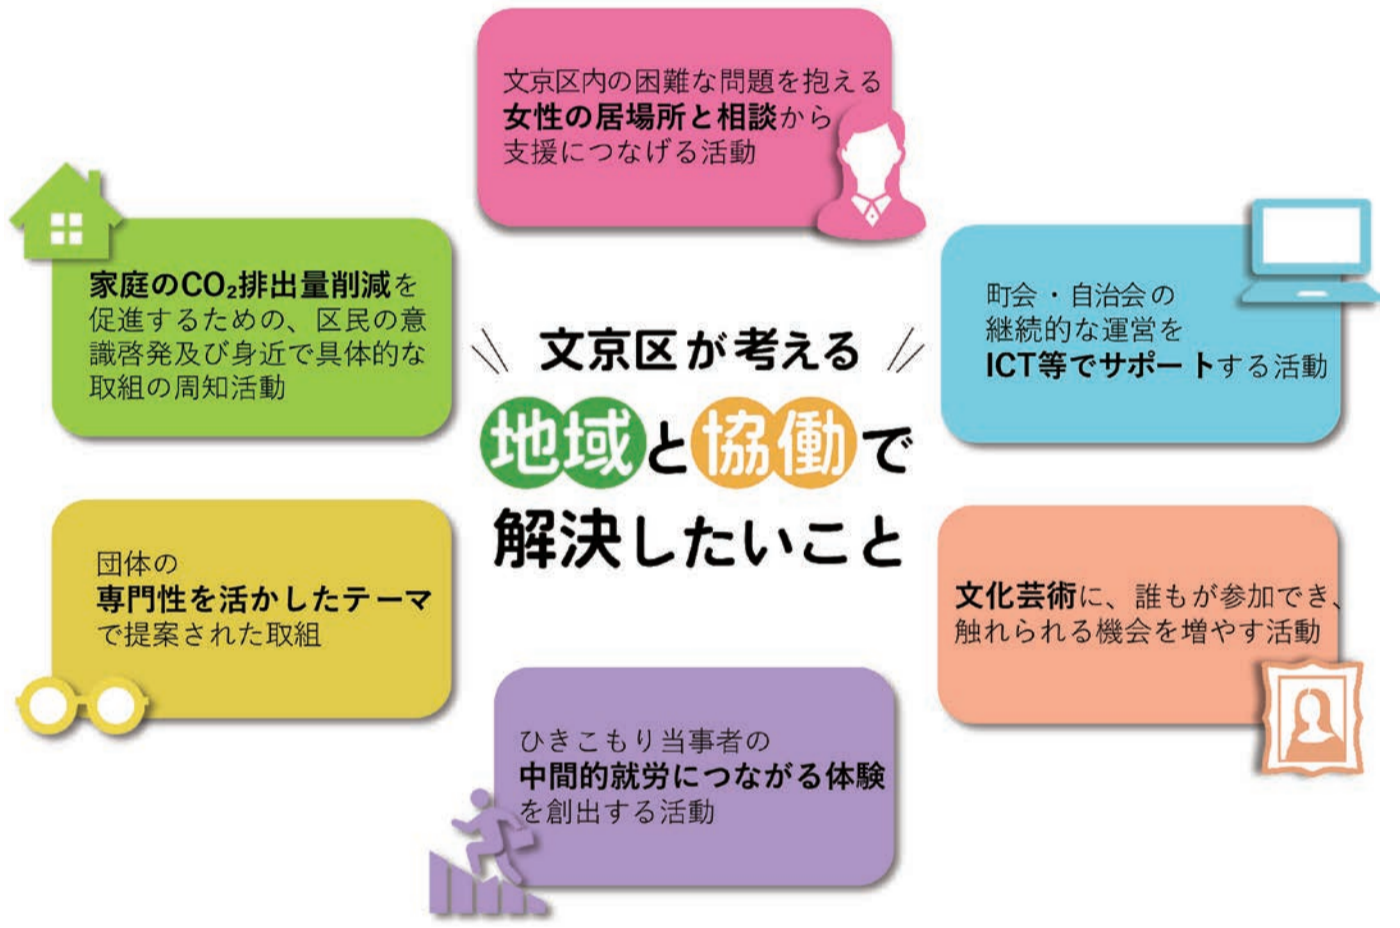 文京区内の困難な問題を抱える
女性の居場所と相談から
支援につなげる活動
家庭のCO₂排出量削減を
促進するための、区民の意
識啓発及び身近で具体的な
取組の周知活動
町会・自治会の
継続的な運営を
ICT等でサポートする活動
文京区が考える
地域と協働で
解決したいこと
団体の
専門性を活かしたテーマ
で提案された取組
文化芸術に、誰もが参加でき、
触れられる機会を増やす活動
ひきこもり当事者の
中間的就労につながる体験
を創出する活動